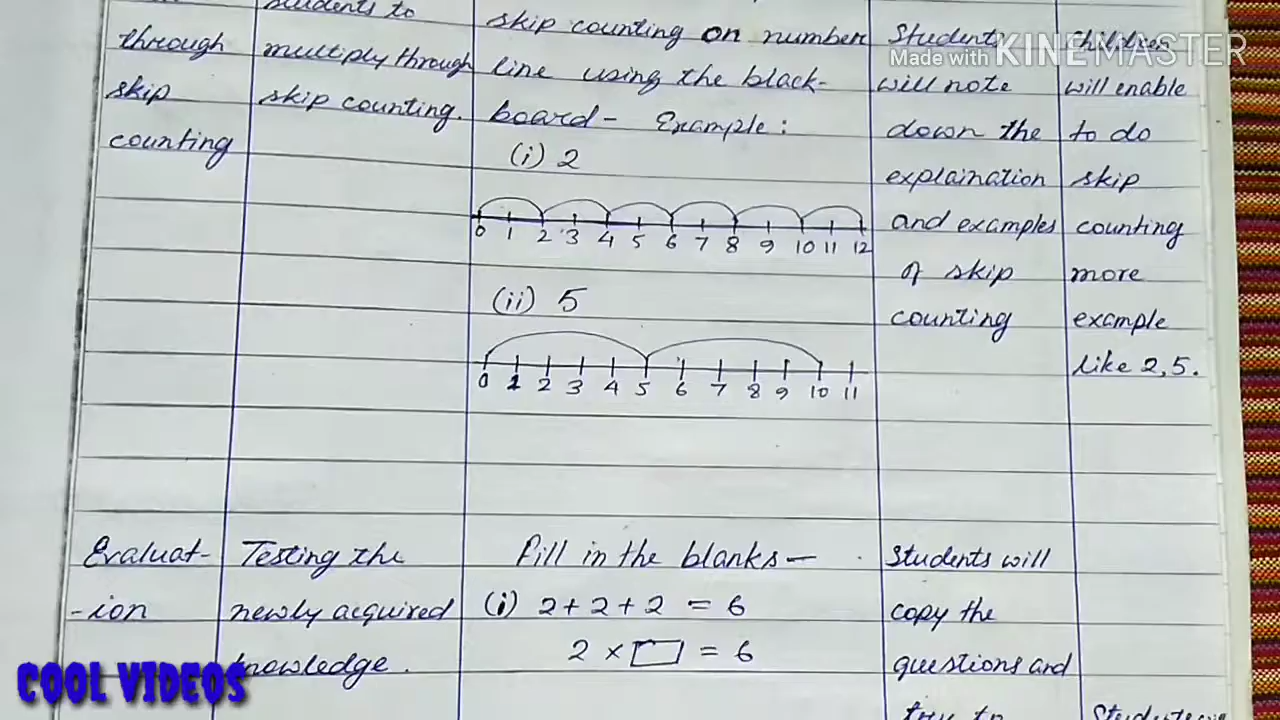 through
skip
counting
students to
multiply through
skip counting.
skip counting on number
line using the black-
board- Example:
(i) 2
0 1 2 3 4 5 6 7 8 9 10 11 12
(ii) 5
0 1 2 3 4 5 6 7 8 9 10 11
Students
will note
down the
explaination
and examples
of skip
counting
Children
will enable
to do
skip
counting
more
example
like 2,5.
Made with KINEMASTER
Evaluat-
-ion
Testing the
newly acquired
knowledge.
Fill in the blanks-
(i) 2+2+2 = 6
2 × = 6
Students will
copy the
questions and
try to
COOL VIDEOS